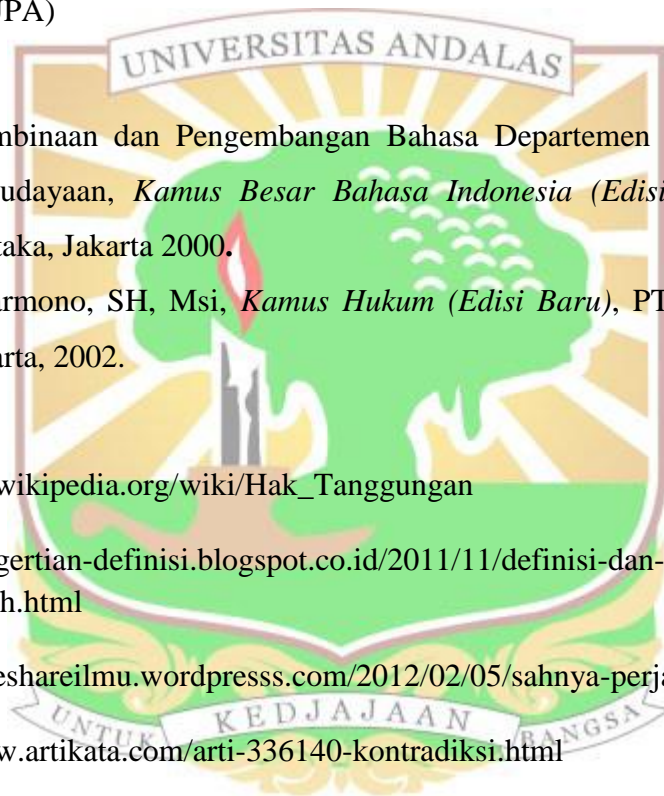 UPA)
UNIVERSITAS ANDALAS
mbinaan dan Pengembangan Bahasa Departemen
udayaan, Kamus Besar Bahasa Indonesia (Edisi
taka, Jakarta 2000.
armono, SH, Msi, Kamus Hukum (Edisi Baru), PT
arta, 2002.
wikipedia.org/wiki/Hak_Tanggungan
gertian-definisi.blogspot.co.id/2011/11/definisi-dan-
h.html
eshareilmu.wordpresss.com/2012/02/05/sahnya-perja
UNTUK KEDJAJAAN BANGSA
w.artikata.com/arti-336140-kontradiksi.html